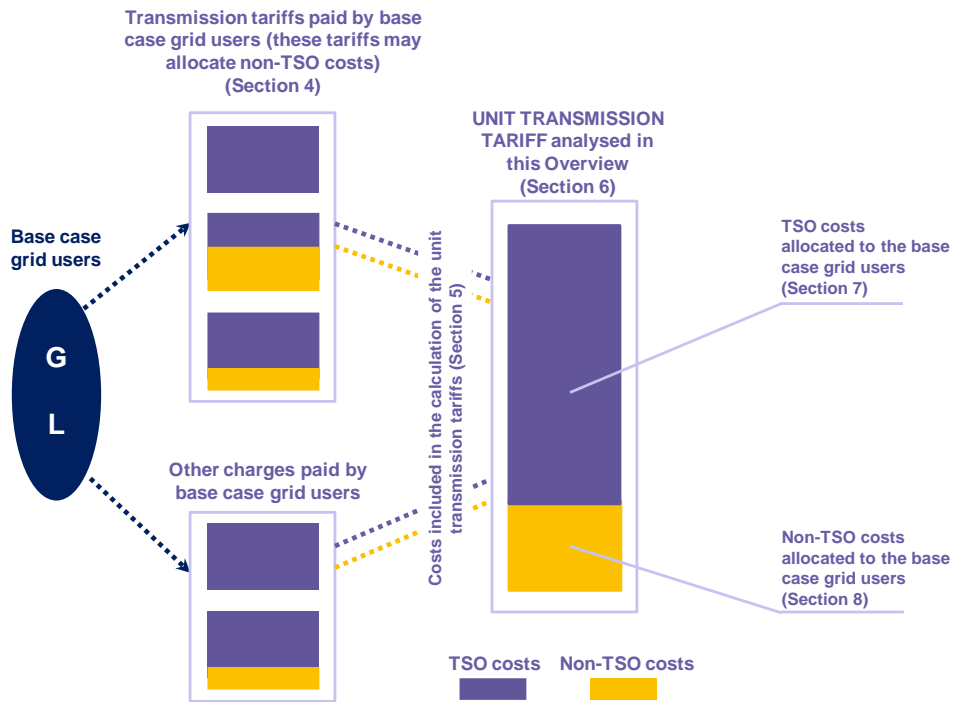 Transmission tariffs paid by base
case grid users (these tariffs may
allocate non-TSO costs)
(Section 4)
UNIT TRANSMISSION
TARIFF analysed in
this Overview
(Section 6)
Base case
grid users
G
L
Costs included in the calculation of the unit
transmission tariffs (Section 5)
TSO costs
allocated to the base
case grid users
(Section 7)
Other charges paid by
base case grid users
Non-TSO costs
allocated to the base
case grid users
(Section 8)
TSO costs
Non-TSO costs